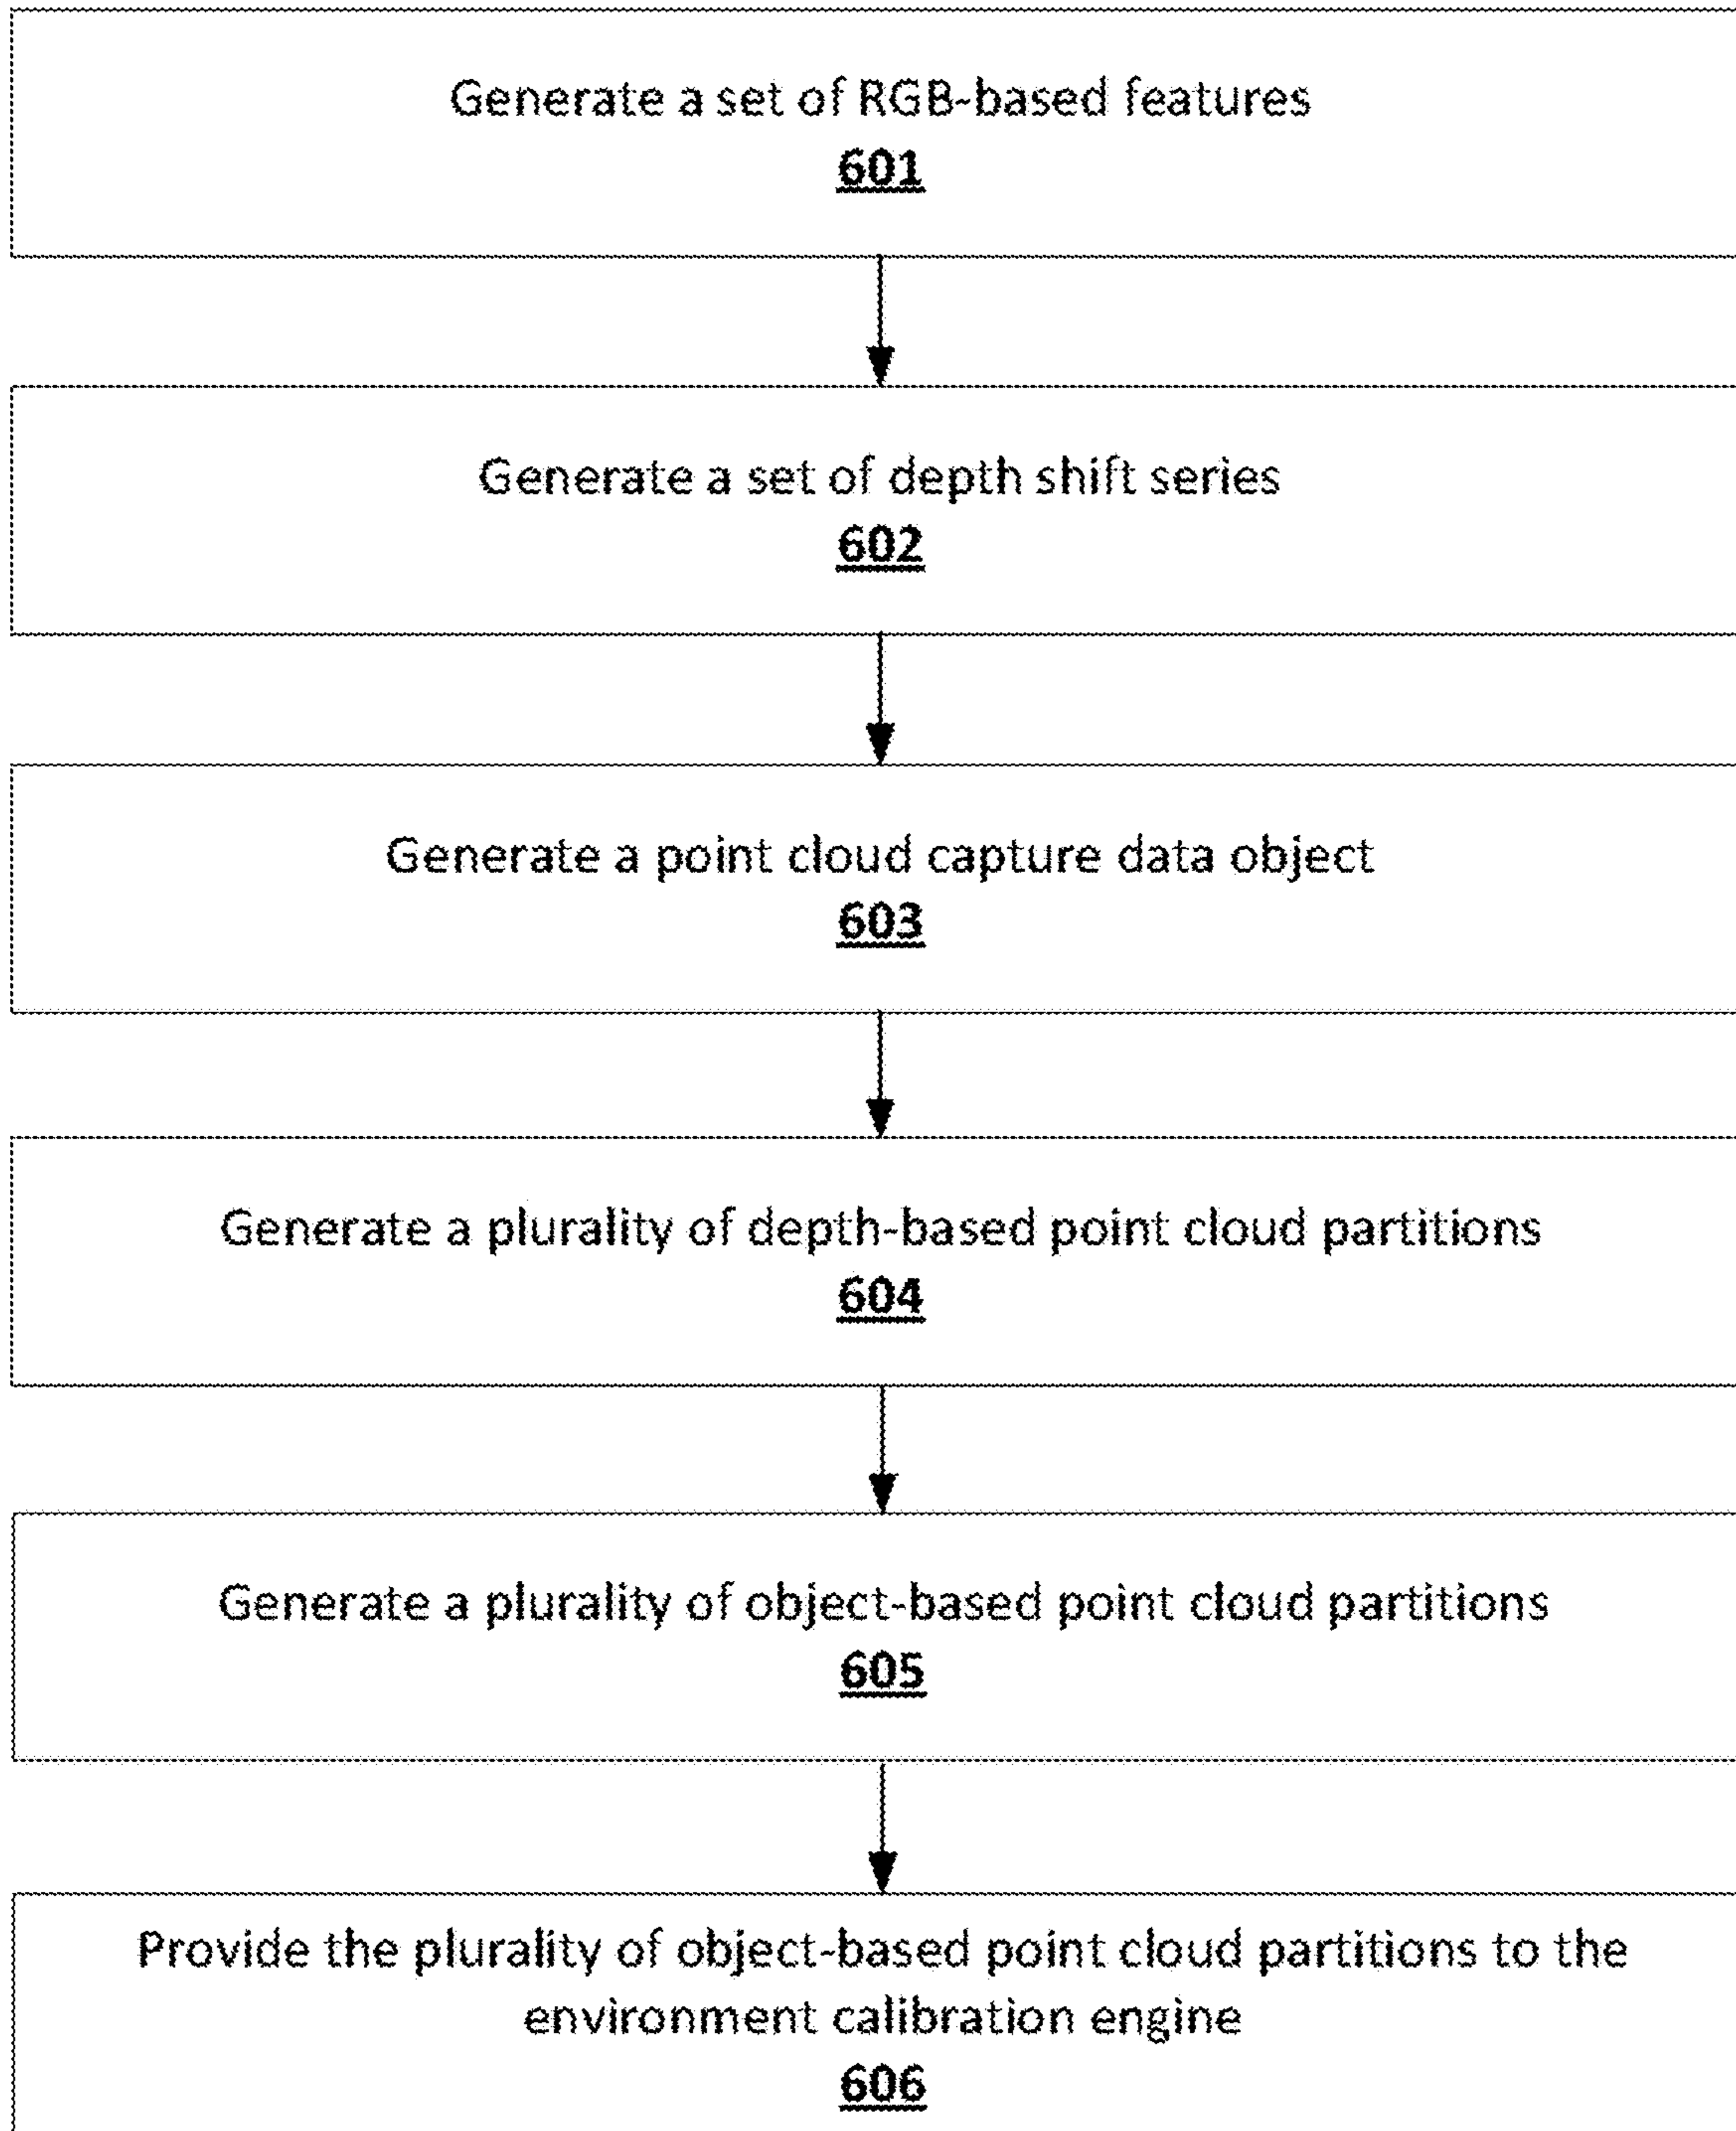 Generate a set of RGB-based features
601
Generate a set of depth shift series
602
Generate a point cloud capture data object
603
Generate a plurality of depth-based point cloud partitions
604
Generate a plurality of object-based point cloud partitions
605
Provide the plurality of object-based point cloud partitions to the
environment calibration engine
606